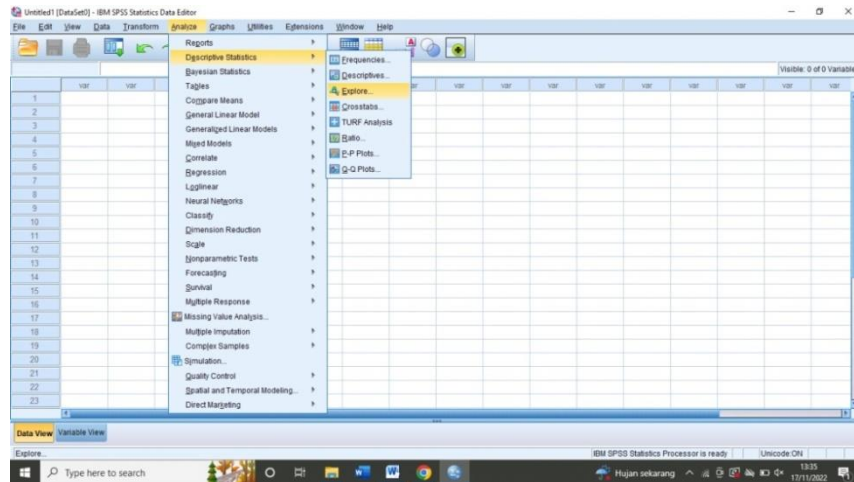 Untitled1 [DataSet0] - IBM SPSS Statistics Data Editor
File Edit View Data Transform Analyze Graphs Utilities Extensions Window Help
Reports
Descriptive Statistics
Bayesian Statistics
Tables
Compare Means
General Linear Model
Generalized Linear Models
Mixed Models
Correlate
Regression
Loglinear
Neural Networks
Classify
Dimension Reduction
Scale
Nonparametric Tests
Forecasting
Survival
Multiple Response
Missing Value Analysis...
Multiple Imputation
Complex Samples
Simulation...
Quality Control
Spatial and Temporal Modeling...
Direct Marketing
Frequencies...
Descriptives...
Explore...
Crosstabs...
TURF Analysis
Ratio...
P-P Plots...
Q-Q Plots...
Visible: 0 of 0 Variable
var var var var var var var var var
1
2
3
4
5
6
7
8
9
10
11
12
13
14
15
16
17
18
19
20
21
22
23
Data View Variable View
Explore...
IBM SPSS Statistics Processor is ready Unicode:ON
Type here to search
Hujan sekarang
13:35
17/11/2022